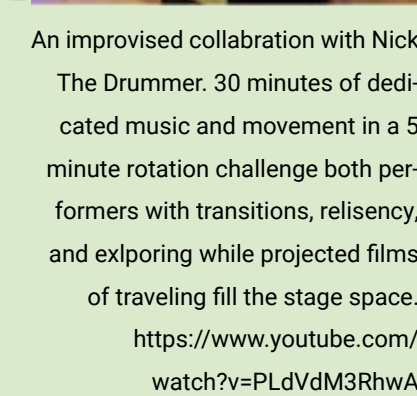 An improvised collabration with Nick
The Drummer. 30 minutes of dedi-
cated music and movement in a 5
minute rotation challenge both per-
formers with transitions, relisency,
and exlporing while projected films
of traveling fill the stage space.
https://www.youtube.com/
watch?v=PLdVdM3RhwA